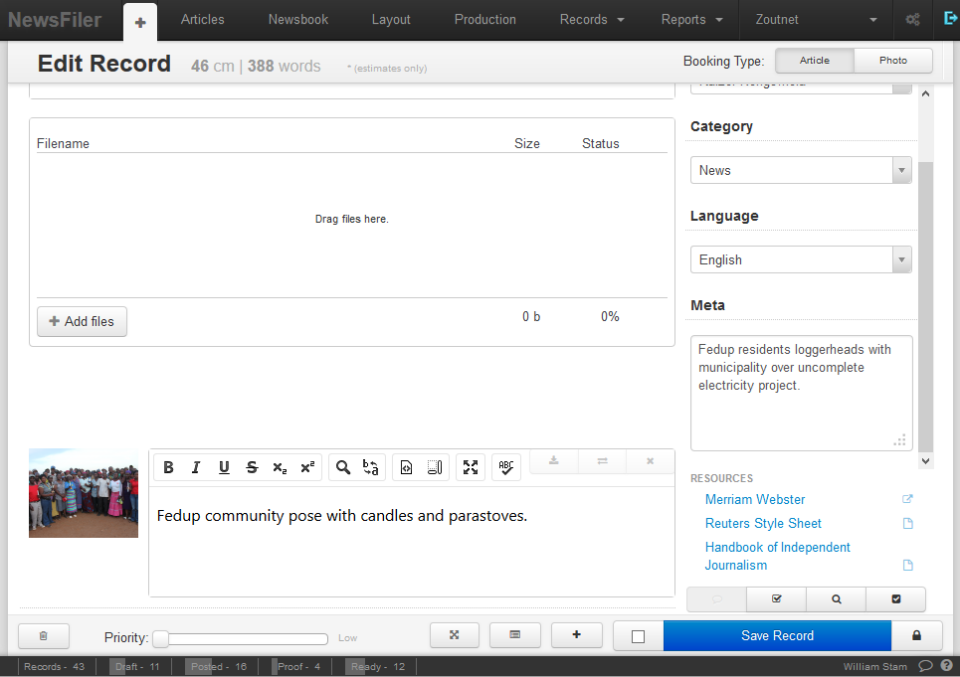 NewsFiler
Articles Newsbook Layout Production Records Reports Zoutnet
Edit Record 46 cm | 388 words * (estimates only) Booking Type: Article Photo
Category
Filename Size Status
News
Drag files here.
Language
English
Meta
Add files 0 b 0%
Fedup residents loggerheads with
municipality over uncomplete
electricity project.
B I U S x₂ x² ABC
Fedup community pose with candles and parastoves.
RESOURCES
Merriam Webster
Reuters Style Sheet
Handbook of Independent
Journalism
Priority: Low Save Record
Records - 43 Draft - 11 Posted - 16 Proof - 4 Ready - 12 William Stam